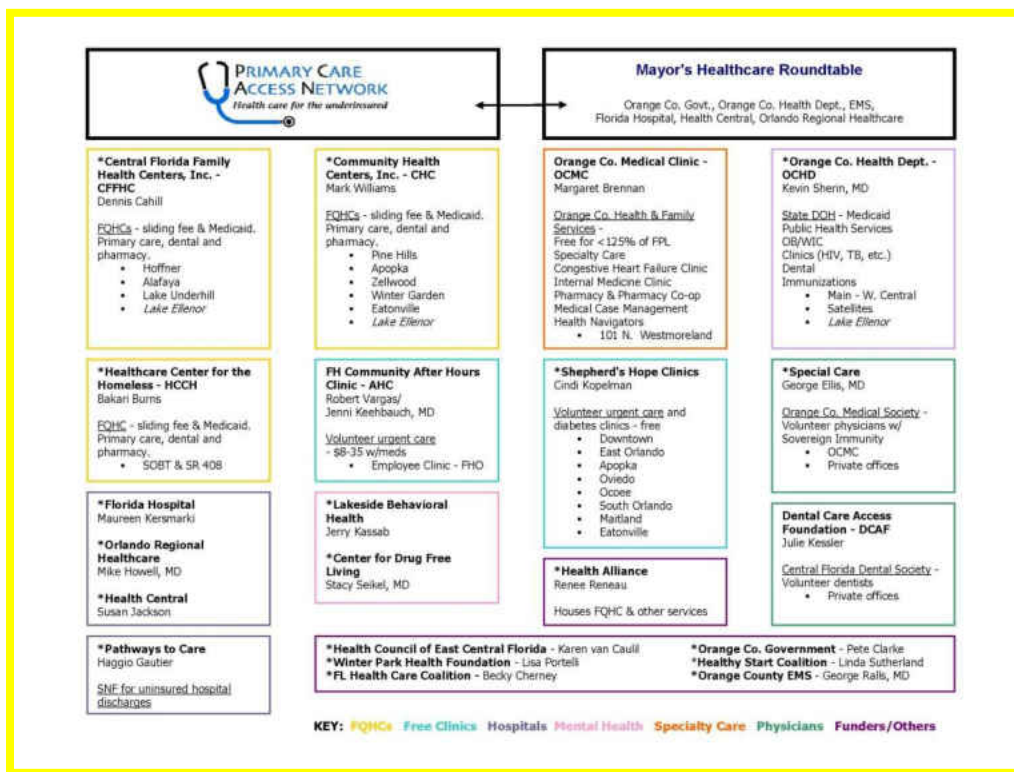 PRIMARY CARE
ACCESS NETWORK
Health care for the underinsured
Mayor's Healthcare Roundtable
Orange Co. Govt., Orange Co. Health Dept., EMS,
Florida Hospital, Health Central, Orlando Regional Healthcare
*Central Florida Family
Health Centers, Inc. -
CFFHC
Dennis Cahill
FQHCs - sliding fee & Medicaid.
Primary care, dental and
pharmacy.
• Hoffner
• Alafaya
• Lake Underhill
• Lake Ellenor
*Community Health
Centers, Inc. - CHC
Mark Williams
FQHCs - sliding fee & Medicaid.
Primary care, dental and
pharmacy.
• Pine Hills
• Apopka
• Zellwood
• Winter Garden
• Eatonville
• Lake Ellenor
Orange Co. Medical Clinic -
OCMC
Margaret Brennan
Orange Co. Health & Family
Services -
Free for <125% of FPL
Specialty Care
Congestive Heart Failure Clinic
Internal Medicine Clinic
Pharmacy & Pharmacy Co-op
Medical Case Management
Health Navigators
• 101 N. Westmoreland
*Orange Co. Health Dept. -
OCHD
Kevin Sherin, MD
State DOH - Medicaid
Public Health Services
OB/WIC
Clinics (HIV, TB, etc.)
Dental
Immunizations
• Main - W. Central
• Satellites
• Lake Ellenor
*Healthcare Center for the
Homeless - HCCH
Bakari Burns
FQHC - sliding fee & Medicaid.
Primary care, dental and
pharmacy.
• SOBT & SR 408
FH Community After Hours
Clinic - AHC
Robert Vargas/
Jenni Keehbauch, MD
Volunteer urgent care
- $8-35 w/meds
• Employee Clinic - FHO
*Shepherd's Hope Clinics
Cindi Kopelman
Volunteer urgent care and
diabetes clinics - free
• Downtown
• East Orlando
• Apopka
• Oviedo
• Ocoee
• South Orlando
• Maitland
• Eatonville
*Special Care
George Ellis, MD
Orange Co. Medical Society -
Volunteer physicians w/
Sovereign Immunity
• OCMC
• Private offices
*Florida Hospital
Maureen Kersmarki
*Orlando Regional
Healthcare
Mike Howell, MD
*Health Central
Susan Jackson
*Lakeside Behavioral
Health
Jerry Kassab
*Center for Drug Free
Living
Stacy Seikel, MD
*Health Alliance
Renee Reneau
Houses FQHC & other services
Dental Care Access
Foundation - DCAF
Julie Kessler
Central Florida Dental Society -
Volunteer dentists
• Private offices
*Pathways to Care
Haggio Gautier
SNF for uninsured hospital
discharges
*Health Council of East Central Florida - Karen van Caulil
*Winter Park Health Foundation - Lisa Portelli
*FL Health Care Coalition - Becky Cherney
*Orange Co. Government - Pete Clarke
*Healthy Start Coalition - Linda Sutherland
*Orange County EMS - George Ralls, MD
KEY: FQHCs Free Clinics Hospitals Mental Health Specialty Care Physicians Funders/Others